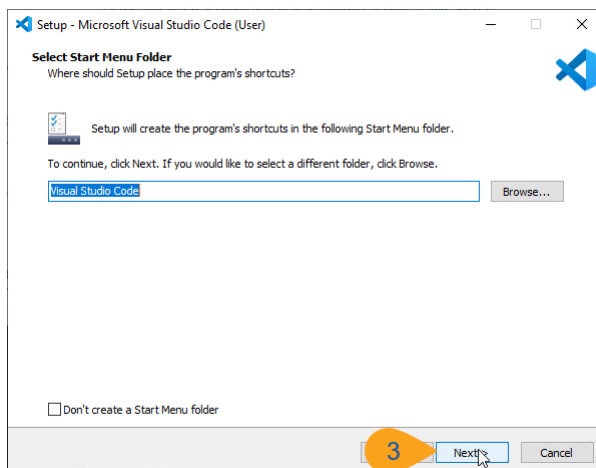 Setup - Microsoft Visual Studio Code (User)
Select Start Menu Folder
Where should Setup place the program's shortcuts?
Setup will create the program's shortcuts in the following Start Menu folder.
To continue, click Next. If you would like to select a different folder, click Browse.
Visual Studio Code
Browse...
Don't create a Start Menu folder
3
Next >
Cancel